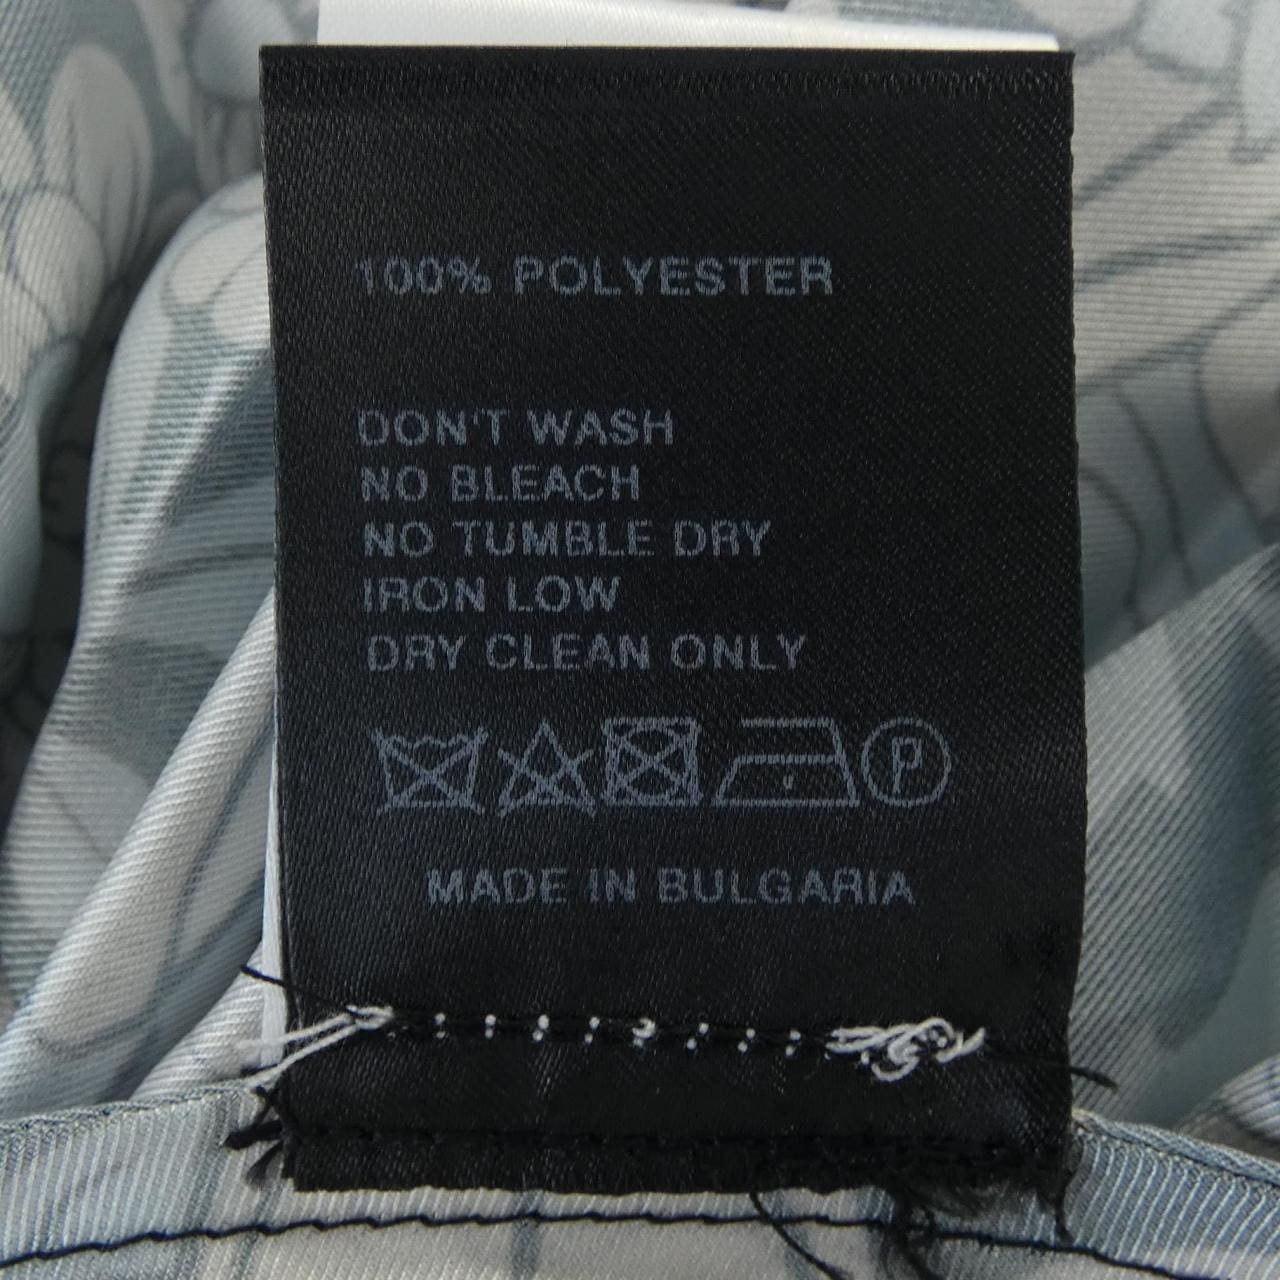 100% POLYESTER
DON'T WASH
NO BLEACH
NO TUMBLE DRY
IRON LOW
DRY CLEAN ONLY
P
MADE IN BULGARIA